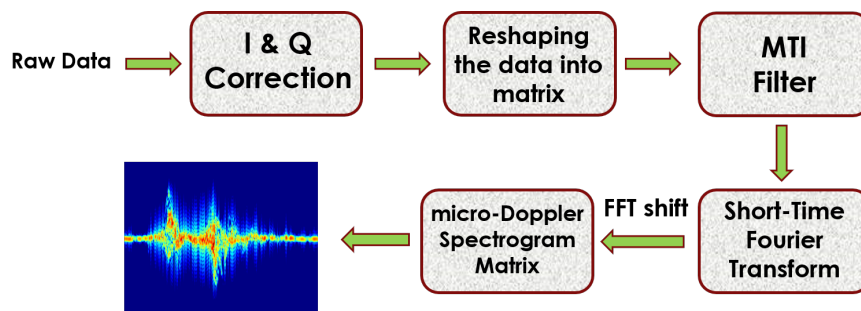 Raw Data
I & Q
Correction
Reshaping
the data into
matrix
MTI
Filter
Short-Time
Fourier
Transform
FFT shift
micro-Doppler
Spectrogram
Matrix